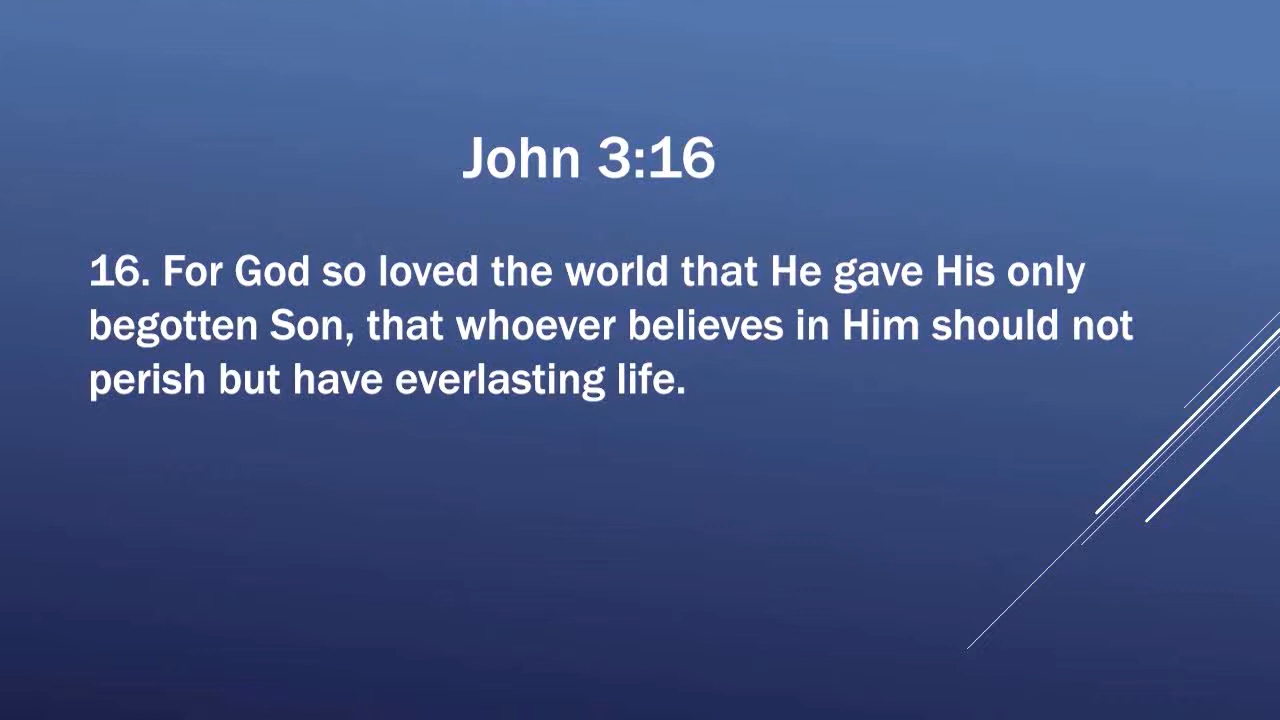 John 3:16
16. For God so loved the world that He gave His only
begotten Son, that whoever believes in Him should not
perish but have everlasting life.